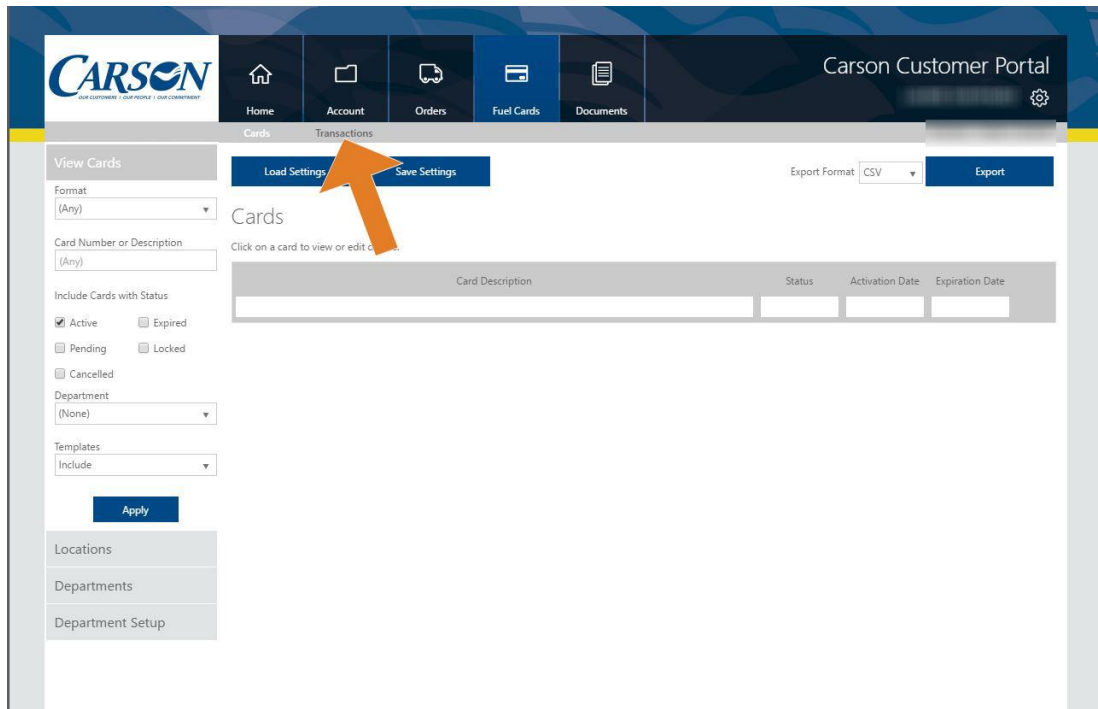 CARSON
OUR CUSTOMERS | OUR PEOPLE | OUR COMMITMENT
Home Account Orders Fuel Cards Documents
Carson Customer Portal
Cards Transactions
View Cards
Format
(Any)
Card Number or Description
(Any)
Include Cards with Status
Active Expired
Pending Locked
Cancelled
Department
(None)
Templates
Include
Apply
Locations
Departments
Department Setup
Load Settings Save Settings
Export Format CSV Export
Cards
Click on a card to view or edit
Card Description Status Activation Date Expiration Date